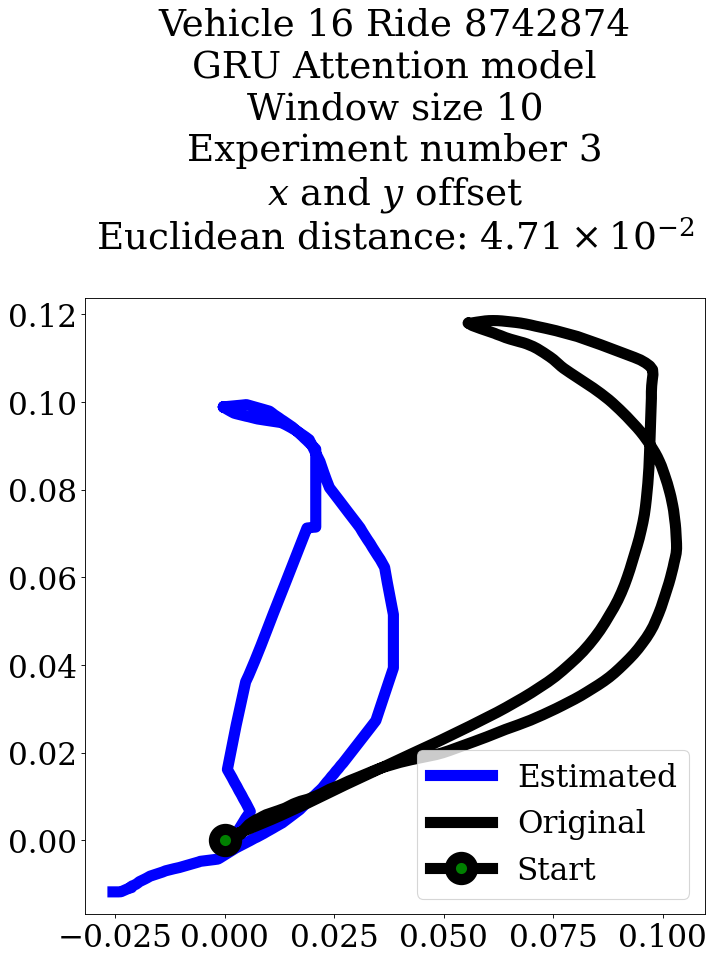 Vehicle 16 Ride 8742874
GRU Attention model
Window size 10
Experiment number 3
x and y offset
Euclidean distance: 4.71 × 10⁻²
0.12
0.10
0.08
0.06
0.04
0.02
0.00
Estimated
Original
Start
−0.025 0.000 0.025 0.050 0.075 0.100